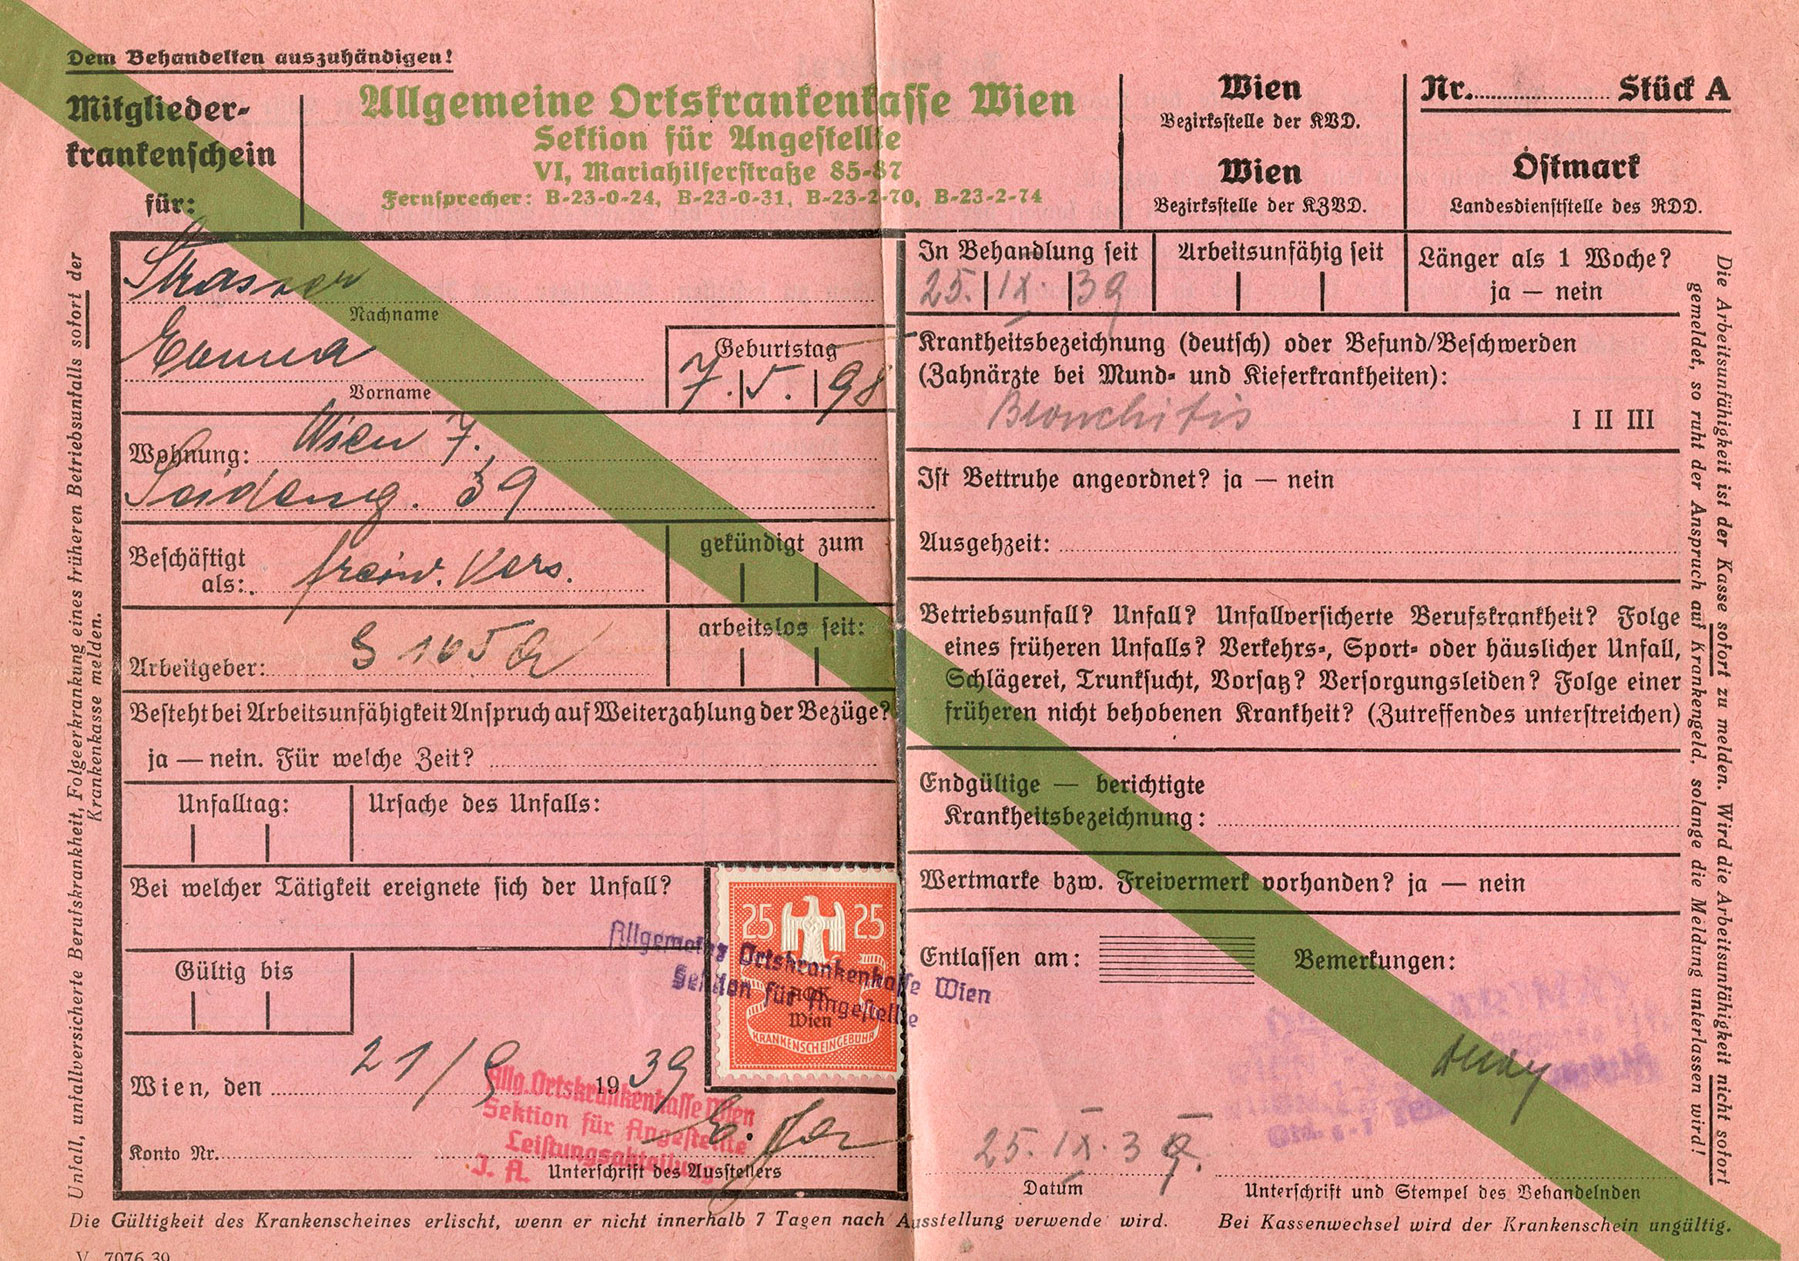 Dem Behandelten auszuhändigen!
Mitglieder-
krankenschein
für:
Allgemeine Ortskrankenkasse Wien
Sektion für Angestellte
VI, Mariahilferstraße 85-87
Fernsprecher: B-23-0-24, B-23-0-31, B-23-2-70, B-23-2-74
Wien
Bezirksstelle der KVD.
Wien
Bezirksstelle der KZVD.
Nr. Stück A
Ostmark
Landesdienststelle des RDD.
Strasser
Nachname
Emma
Vorname
Geburtstag
7. 5. 98
Wohnung: Wien 7.,
Seideng. 39
Beschäftigt
als: freiw. Vers.
gekündigt zum
Arbeitgeber: S
arbeitslos seit:
Besteht bei Arbeitsunfähigkeit Anspruch auf Weiterzahlung der Bezüge?
ja — nein. Für welche Zeit?
Unfalltag:
Ursache des Unfalls:
Bei welcher Tätigkeit ereignete sich der Unfall?
Gültig bis
25 25
AOK
Wien
KRANKENSCHEINGEBÜHR
Allgemeine Ortskrankenkasse Wien
Sektion für Angestellte
Wien, den 21/9 1939
Allg. Ortskrankenkasse Wien
Sektion für Angestellte
Leistungsabteilung
J. A.
Konto Nr.
Unterschrift des Ausstellers
In Behandlung seit
25. IX. 39
Arbeitsunfähig seit
Länger als 1 Woche?
ja — nein
Krankheitsbezeichnung (deutsch) oder Befund/Beschwerden
(Zahnärzte bei Mund- und Kieferkrankheiten):
Bronchitis
I II III
Ist Bettruhe angeordnet? ja — nein
Ausgehzeit:
Betriebsunfall? Unfall? Unfallversicherte Berufskrankheit? Folge
eines früheren Unfalls? Verkehrs-, Sport- oder häuslicher Unfall,
Schlägerei, Trunksucht, Vorsatz? Versorgungsleiden? Folge einer
früheren nicht behobenen Krankheit? (Zutreffendes unterstreichen)
Endgültige — berichtigte
Krankheitsbezeichnung:
Wertmarke bzw. Freivermerk vorhanden? ja — nein
Entlassen am:
Bemerkungen:
25. IX. 39.
Datum
Unterschrift und Stempel des Behandelnden
Unfall, unfallversicherte Berufskrankheit, Folgeerkrankung eines früheren Betriebsunfalls sofort der
Krankenkasse melden.
Die Arbeitsunfähigkeit ist der Kasse sofort zu melden. Wird die Arbeitsunfähigkeit nicht sofort
gemeldet, so ruht der Anspruch auf Krankengeld, solange die Meldung unterlassen wird!
Die Gültigkeit des Krankenscheines erlischt, wenn er nicht innerhalb 7 Tagen nach Ausstellung verwende wird.
Bei Kassenwechsel wird der Krankenschein ungültig.
V 7976 39